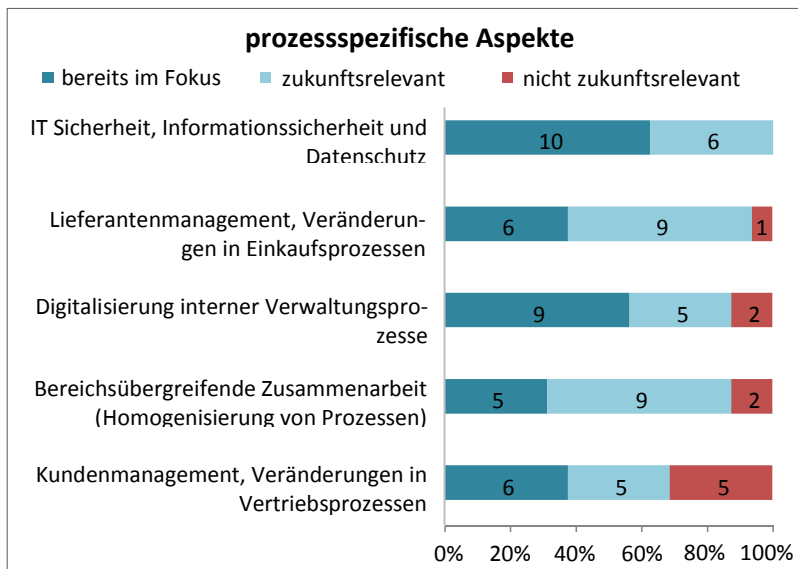 prozessspezifische Aspekte
bereits im Fokus zukunftsrelevant nicht zukunftsrelevant
IT Sicherheit, Informationssicherheit und
Datenschutz
10 6
Lieferantenmanagement, Veränderun-
gen in Einkaufsprozessen
6 9 1
Digitalisierung interner Verwaltungspro-
zesse
9 5 2
Bereichsübergreifende Zusammenarbeit
(Homogenisierung von Prozessen)
5 9 2
Kundenmanagement, Veränderungen in
Vertriebsprozessen
6 5 5
0% 20% 40% 60% 80% 100%